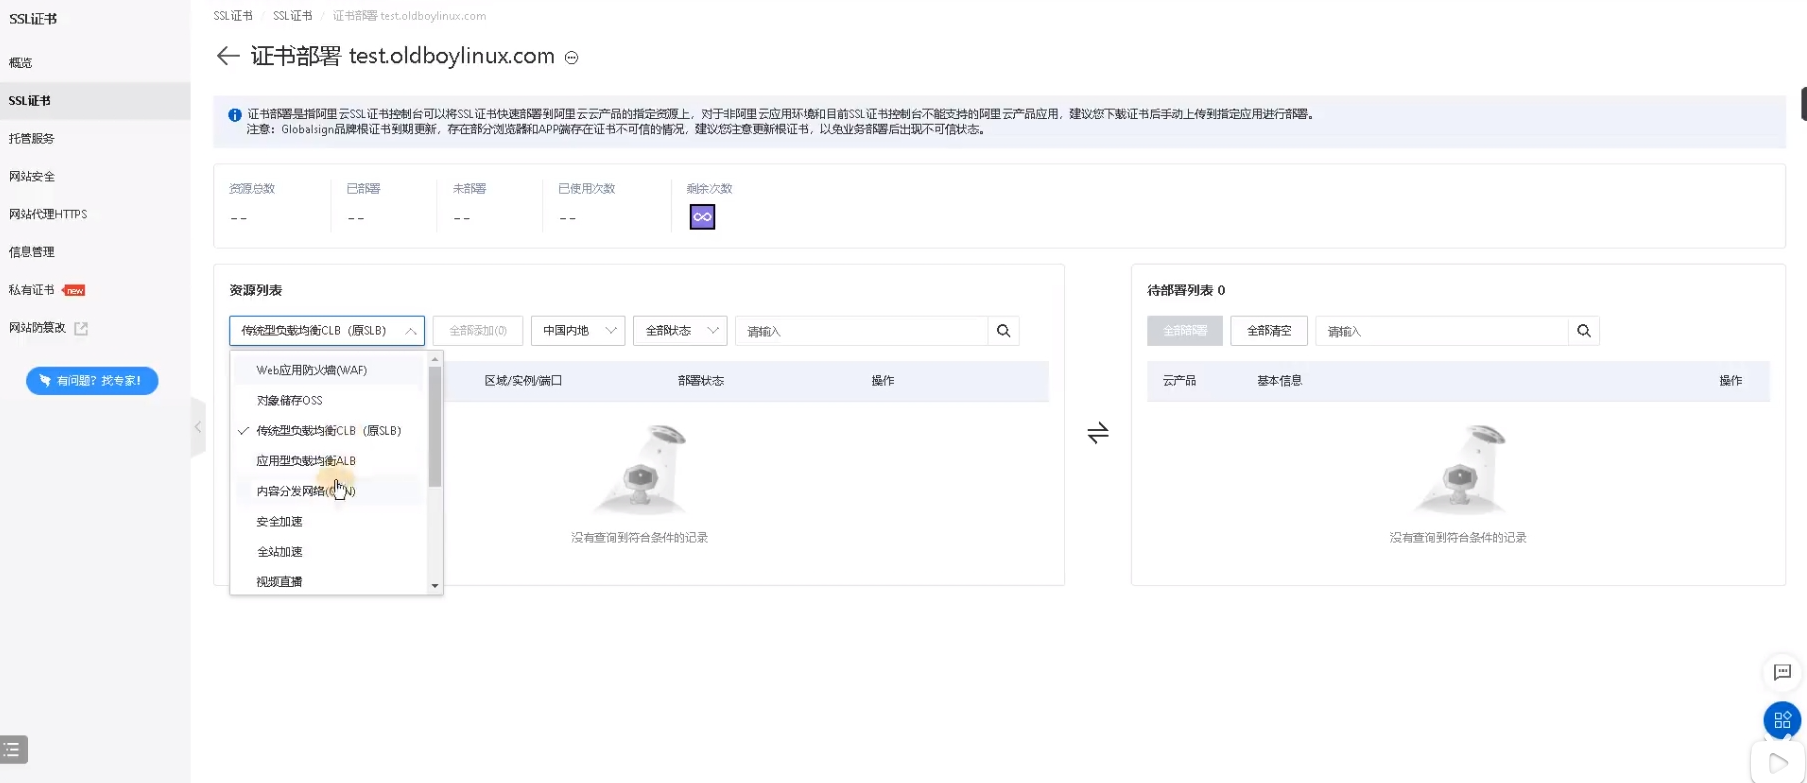 SSL证书
概览
SSL证书
托管服务
网站安全
网站代理HTTPS
信息管理
私有证书 new
网站防篡改
有问题？找专家！
SSL证书 / SSL证书 / 证书部署 test.oldboylinux.com
证书部署 test.oldboylinux.com
证书部署是指阿里云SSL证书控制台可以将SSL证书快速部署到阿里云云产品的指定资源上，对于非阿里云应用环境和目前SSL证书控制台不能支持的阿里云产品应用，建议您下载证书后手动上传到指定应用进行部署。
注意：Globalsign品牌根证书到期更新，存在部分浏览器和APP端存在证书不可信的情况，建议您注意更新根证书，以免业务部署后出现不可信状态。
资源总数 已部署 未部署 已使用次数 剩余次数
-- -- -- -- ∞
资源列表
传统型负载均衡CLB（原SLB） 全部添加(0) 中国内地 全部状态 请输入
Web应用防火墙(WAF)
对象储存OSS
传统型负载均衡CLB（原SLB）
应用型负载均衡ALB
内容分发网络
安全加速
全站加速
视频直播
区域/实例/端口 部署状态 操作
没有查询到符合条件的记录
待部署列表 0
全部部署 全部清空 请输入
云产品 基本信息 操作
没有查询到符合条件的记录